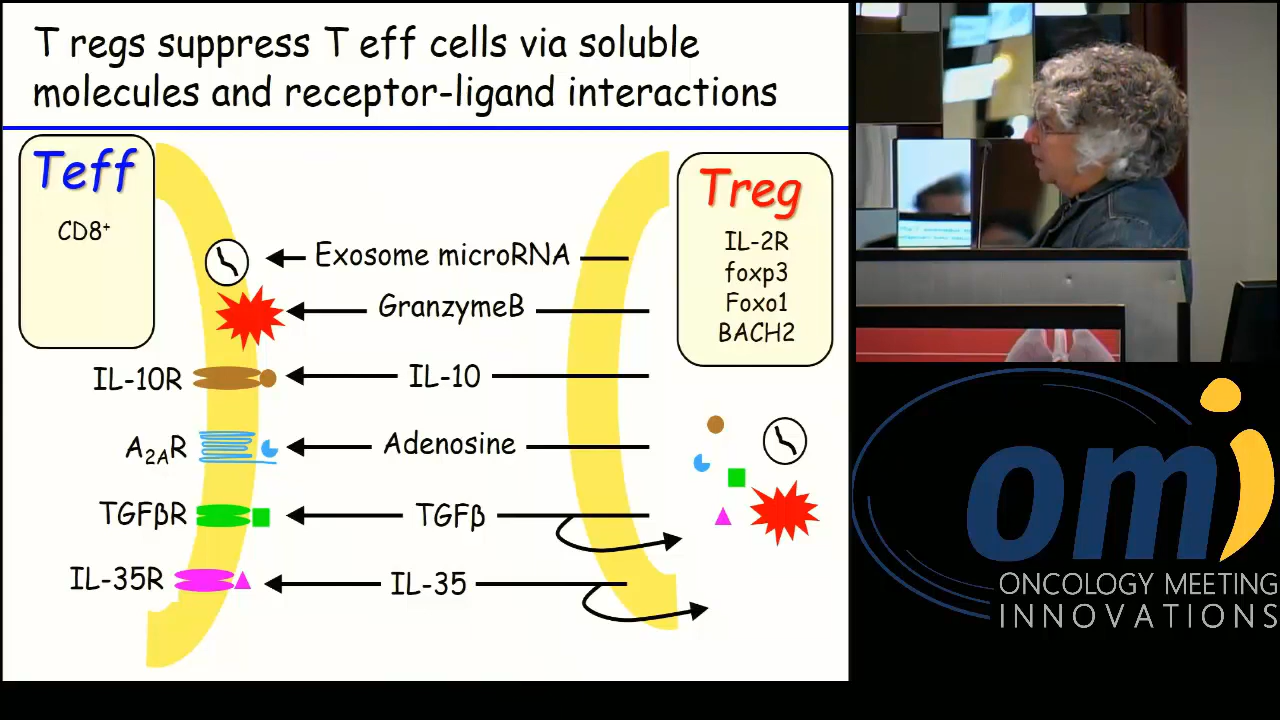 T regs suppress T eff cells via soluble
molecules and receptor-ligand interactions
Teff
CD8⁺
Treg
IL-2R
foxp3
Foxo1
BACH2
Exosome microRNA
GranzymeB
IL-10R
IL-10
A₂ₐR
Adenosine
TGFβR
TGFβ
IL-35R
IL-35
omi
ONCOLOGY MEETING
INNOVATIONS